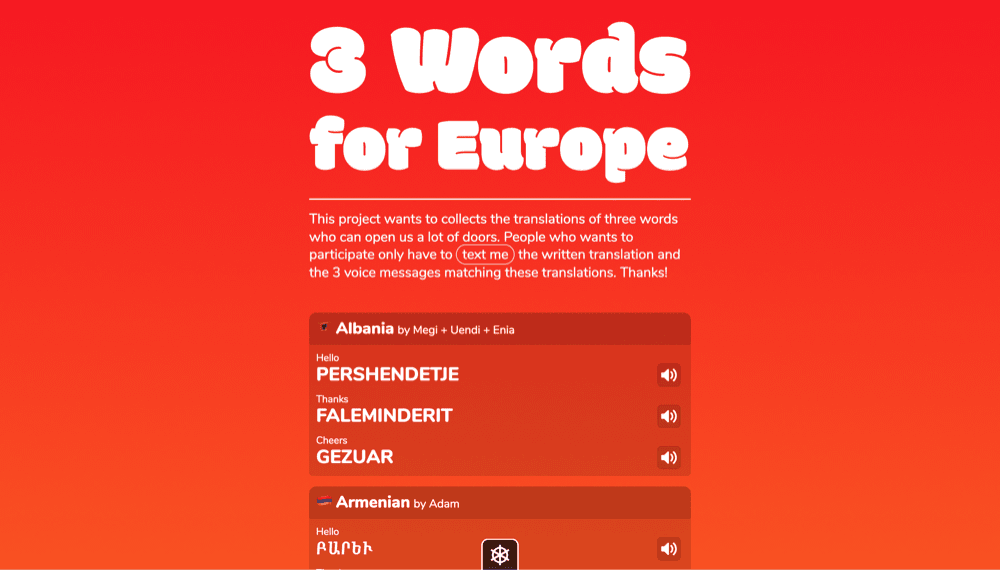 3 Words
for Europe
This project wants to collects the translations of three words
who can open us a lot of doors. People who wants to
participate only have to text me the written translation and
the 3 voice messages matching these translations. Thanks!
Albania by Megi + Uendi + Enia
Hello
PERSHENDETJE
Thanks
FALEMINDERIT
Cheers
GEZUAR
Armenian by Adam
Hello
ԲԱՐԵՒ